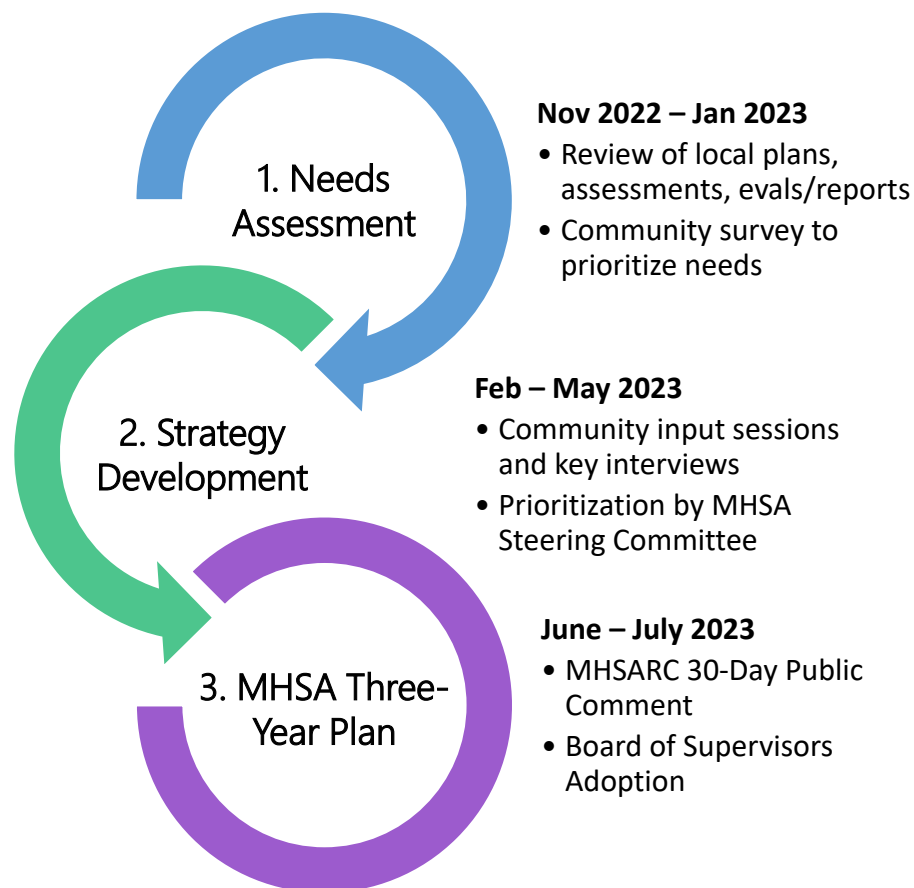 1. Needs
Assessment
Nov 2022 – Jan 2023
• Review of local plans,
assessments, evals/reports
• Community survey to
prioritize needs
2. Strategy
Development
Feb – May 2023
• Community input sessions
and key interviews
• Prioritization by MHSA
Steering Committee
3. MHSA Three-
Year Plan
June – July 2023
• MHSARC 30-Day Public
Comment
• Board of Supervisors
Adoption